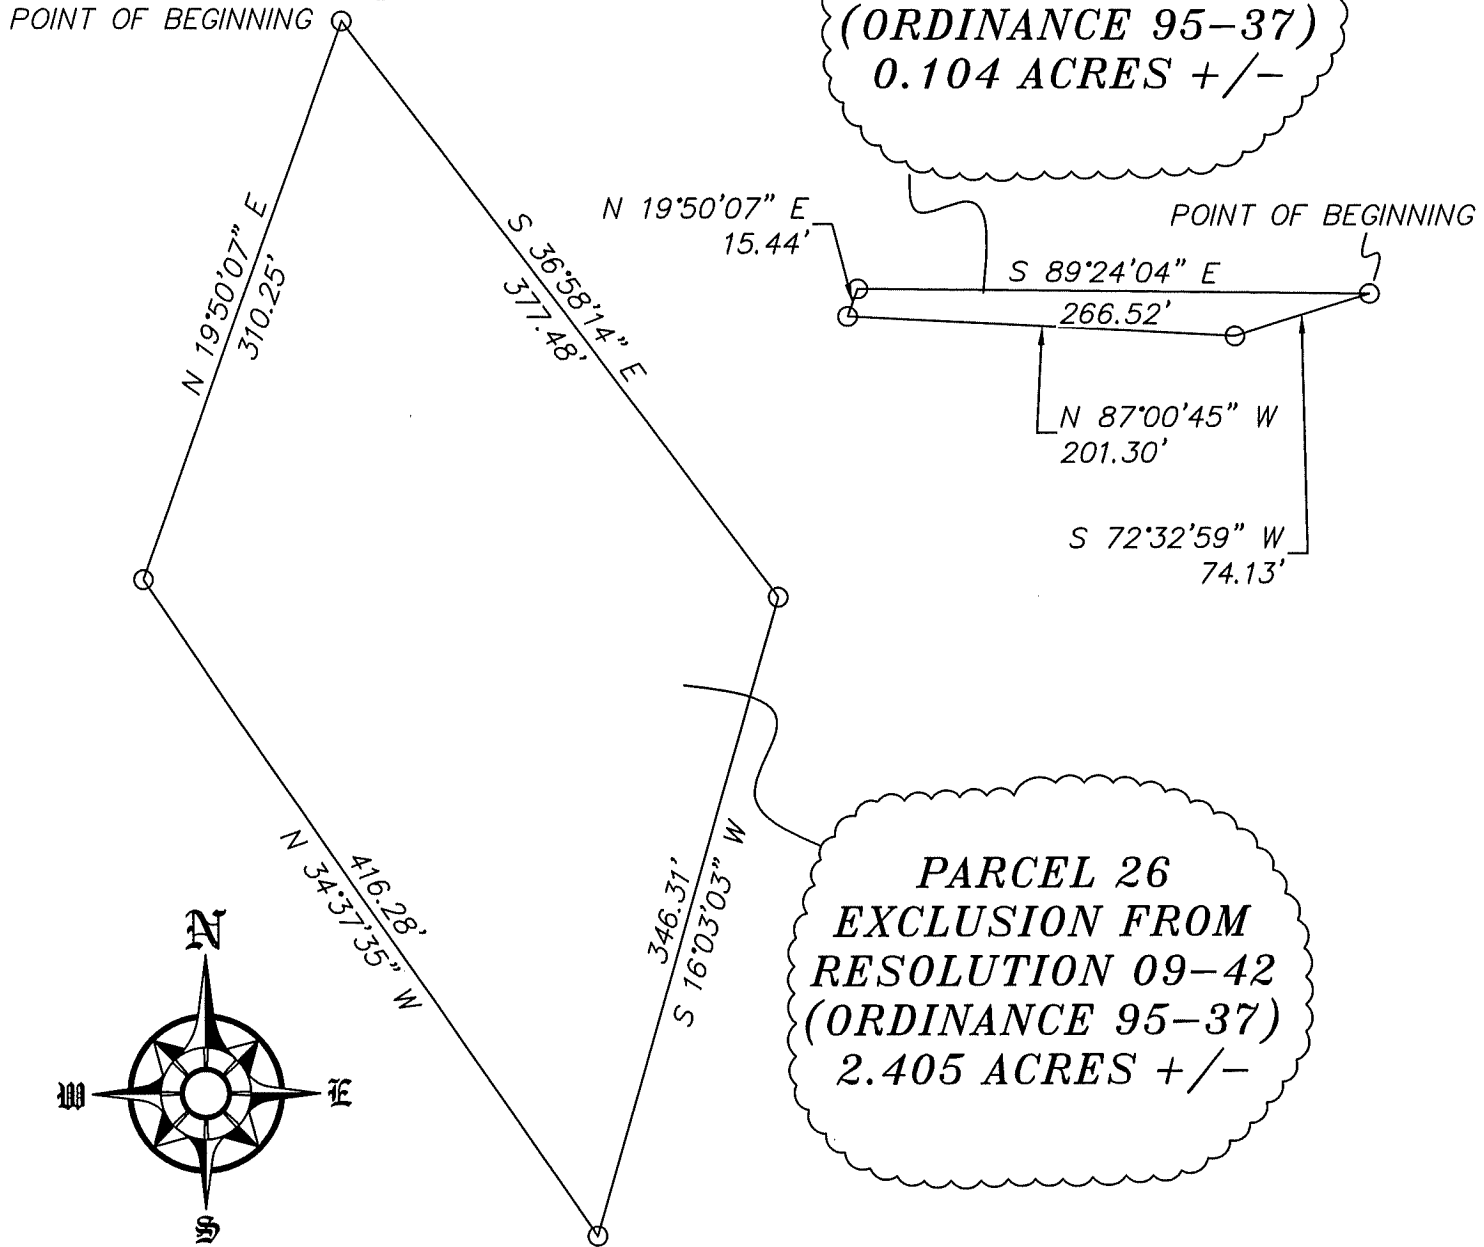 POINT OF BEGINNING
(ORDINANCE 95-37)
0.104 ACRES +/-
N 19°50'07" E
15.44'
POINT OF BEGINNING
S 89°24'04" E
266.52'
N 87°00'45" W
201.30'
S 72°32'59" W
74.13'
N 19°50'07" E
310.25'
S 36°58'14" E
377.48'
416.28'
N 34°37'35" W
346.31'
S 16°03'03" W
PARCEL 26
EXCLUSION FROM
RESOLUTION 09-42
(ORDINANCE 95-37)
2.405 ACRES +/-
N
W
E
S